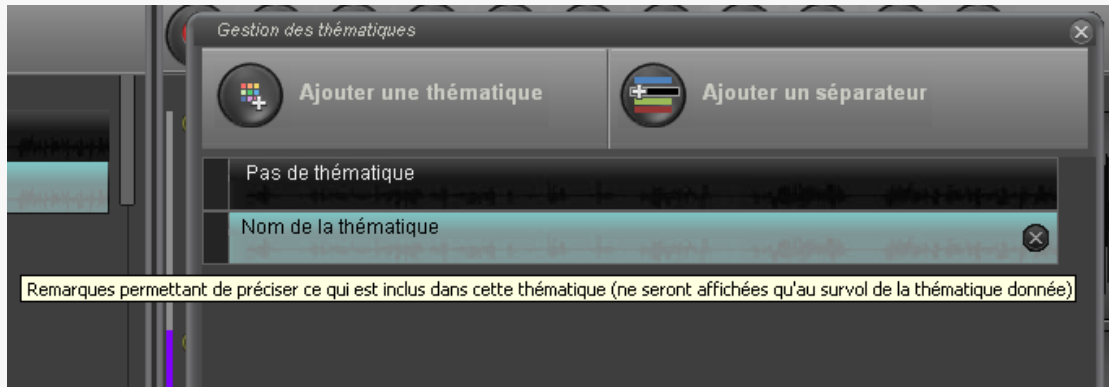 Gestion des thématiques
Ajouter une thématique
Ajouter un séparateur
Pas de thématique
Nom de la thématique
Remarques permettant de préciser ce qui est inclus dans cette thématique (ne seront affichées qu'au survol de la thématique donnée)